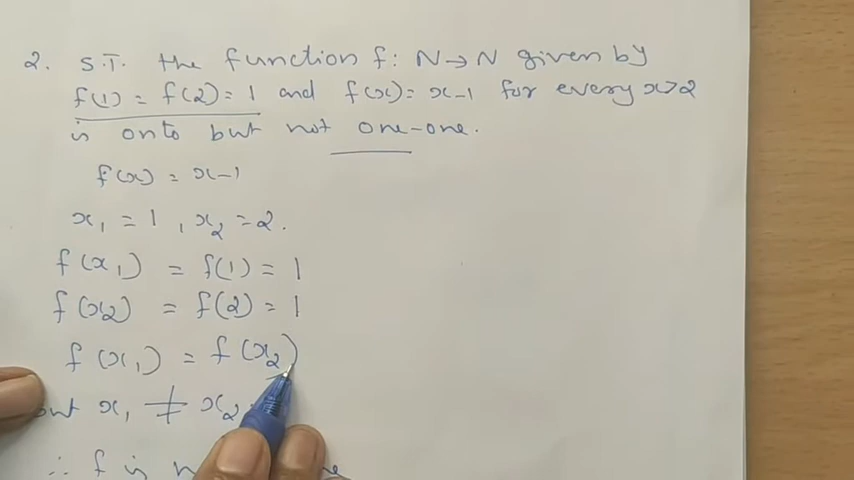 2. S.T. the function f: N→N given by
f(1) = f(2) = 1 and f(x) = x-1 for every x>2
is onto but not one-one.
f(x) = x-1
x₁ = 1, x₂ = 2.
f(x₁) = f(1) = 1
f(x₂) = f(2) = 1
f(x₁) = f(x₂)
x₁ ≠ x₂
∴ f is